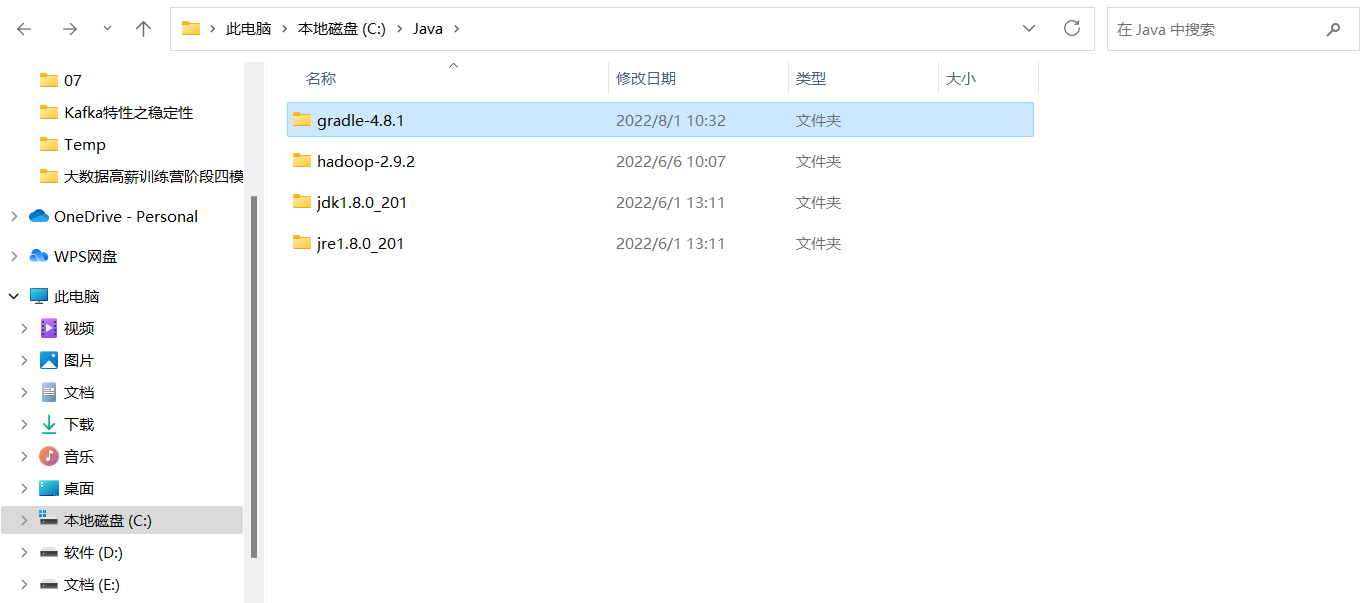 此电脑 本地磁盘 (C:) Java
在 Java 中搜索
07
Kafka特性之稳定性
Temp
大数据高薪训练营阶段四模
OneDrive - Personal
WPS网盘
此电脑
视频
图片
文档
下载
音乐
桌面
本地磁盘 (C:)
软件 (D:)
文档 (E:)
名称 修改日期 类型 大小
gradle-4.8.1 2022/8/1 10:32 文件夹
hadoop-2.9.2 2022/6/6 10:07 文件夹
jdk1.8.0_201 2022/6/1 13:11 文件夹
jre1.8.0_201 2022/6/1 13:11 文件夹